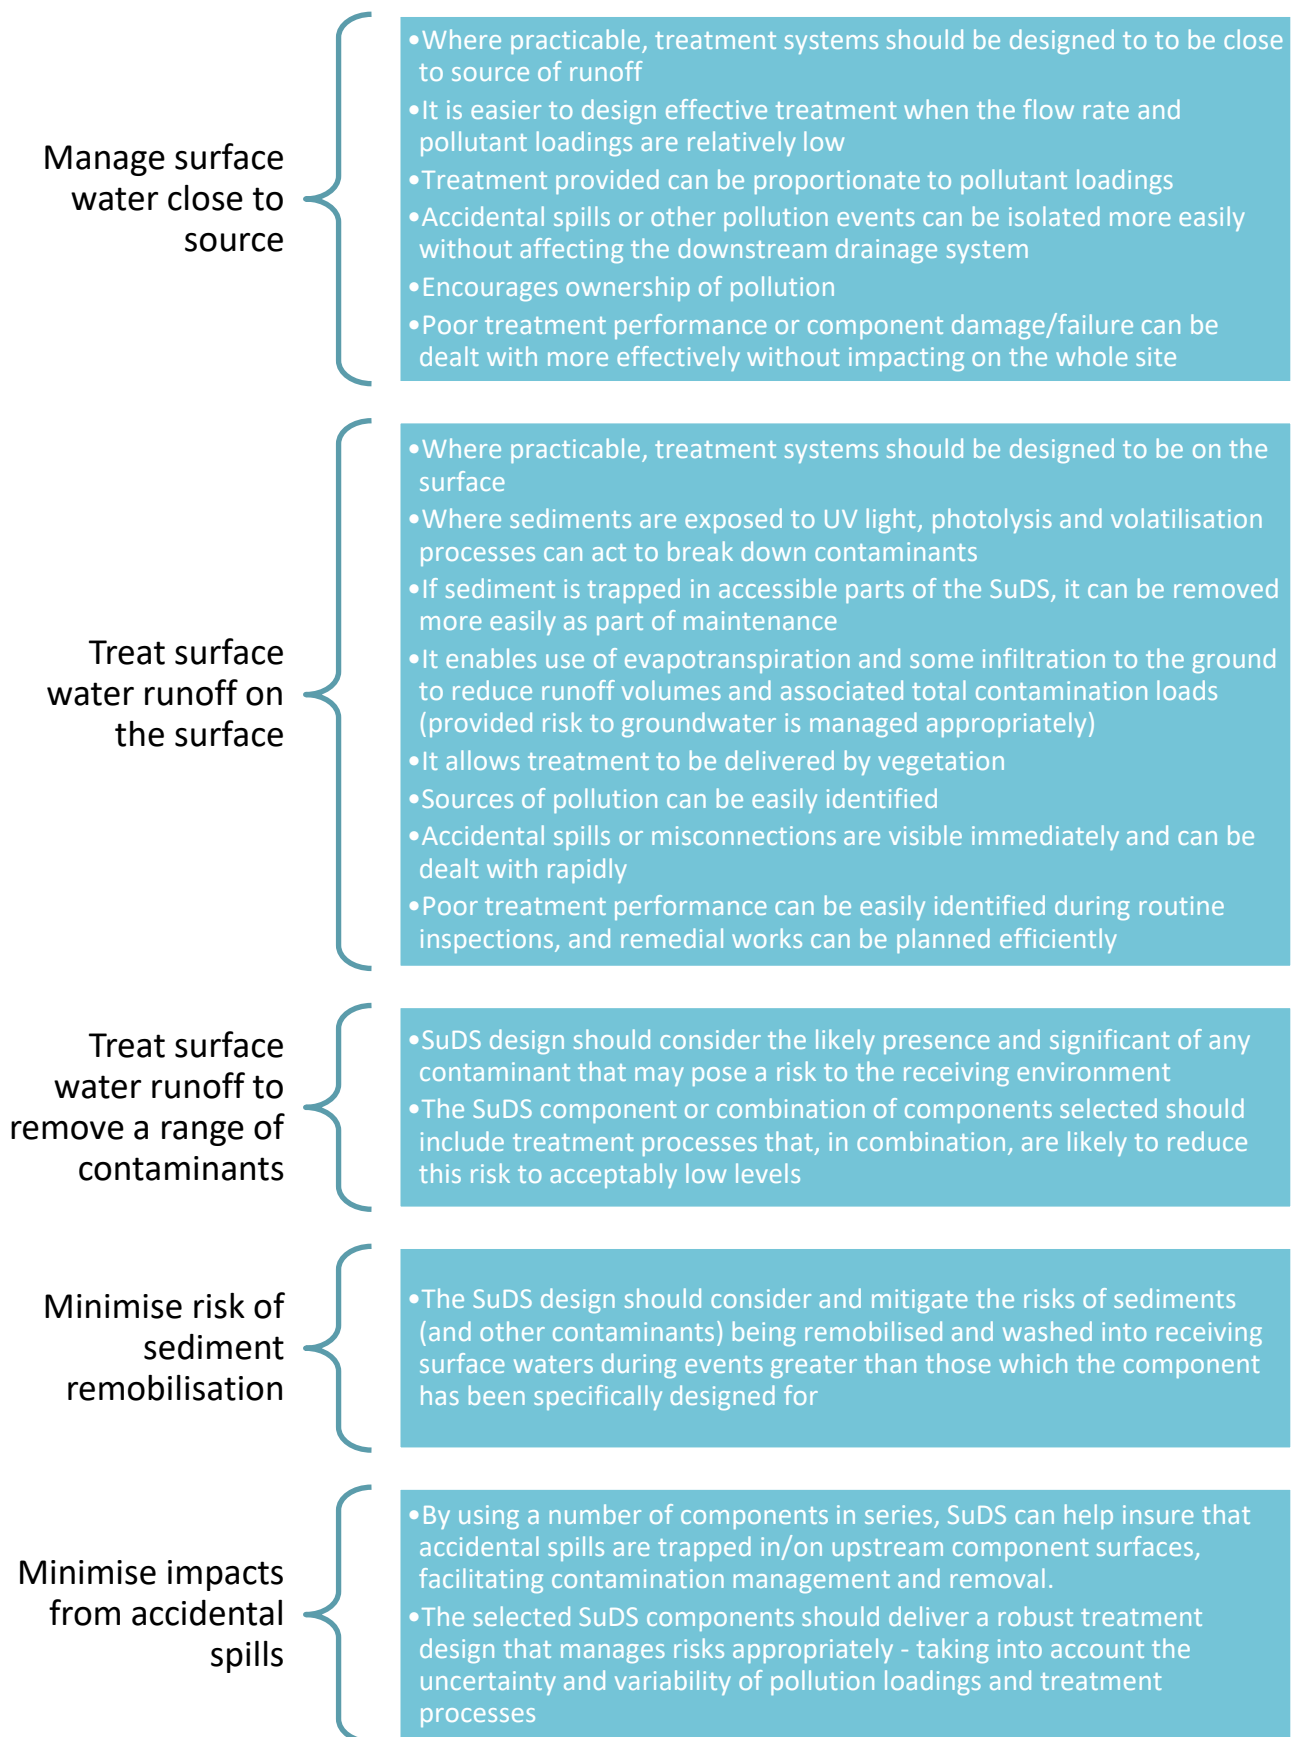 Manage surface
water close to
source
•Where practicable, treatment systems should be designed to to be close
to source of runoff
•It is easier to design effective treatment when the flow rate and
pollutant loadings are relatively low
•Treatment provided can be proportionate to pollutant loadings
•Accidental spills or other pollution events can be isolated more easily
without affecting the downstream drainage system
•Encourages ownership of pollution
•Poor treatment performance or component damage/failure can be
dealt with more effectively without impacting on the whole site
Treat surface
water runoff on
the surface
•Where practicable, treatment systems should be designed to be on the
surface
•Where sediments are exposed to UV light, photolysis and volatilisation
processes can act to break down contaminants
•If sediment is trapped in accessible parts of the SuDS, it can be removed
more easily as part of maintenance
•It enables use of evapotranspiration and some infiltration to the ground
to reduce runoff volumes and associated total contamination loads
(provided risk to groundwater is managed appropriately)
•It allows treatment to be delivered by vegetation
•Sources of pollution can be easily identified
•Accidental spills or misconnections are visible immediately and can be
dealt with rapidly
•Poor treatment performance can be easily identified during routine
inspections, and remedial works can be planned efficiently
Treat surface
water runoff to
remove a range of
contaminants
•SuDS design should consider the likely presence and significant of any
contaminant that may pose a risk to the receiving environment
•The SuDS component or combination of components selected should
include treatment processes that, in combination, are likely to reduce
this risk to acceptably low levels
Minimise risk of
sediment
remobilisation
•The SuDS design should consider and mitigate the risks of sediments
(and other contaminants) being remobilised and washed into receiving
surface waters during events greater than those which the component
has been specifically designed for
Minimise impacts
from accidental
spills
•By using a number of components in series, SuDS can help insure that
accidental spills are trapped in/on upstream component surfaces,
facilitating contamination management and removal.
•The selected SuDS components should deliver a robust treatment
design that manages risks appropriately - taking into account the
uncertainty and variability of pollution loadings and treatment
processes